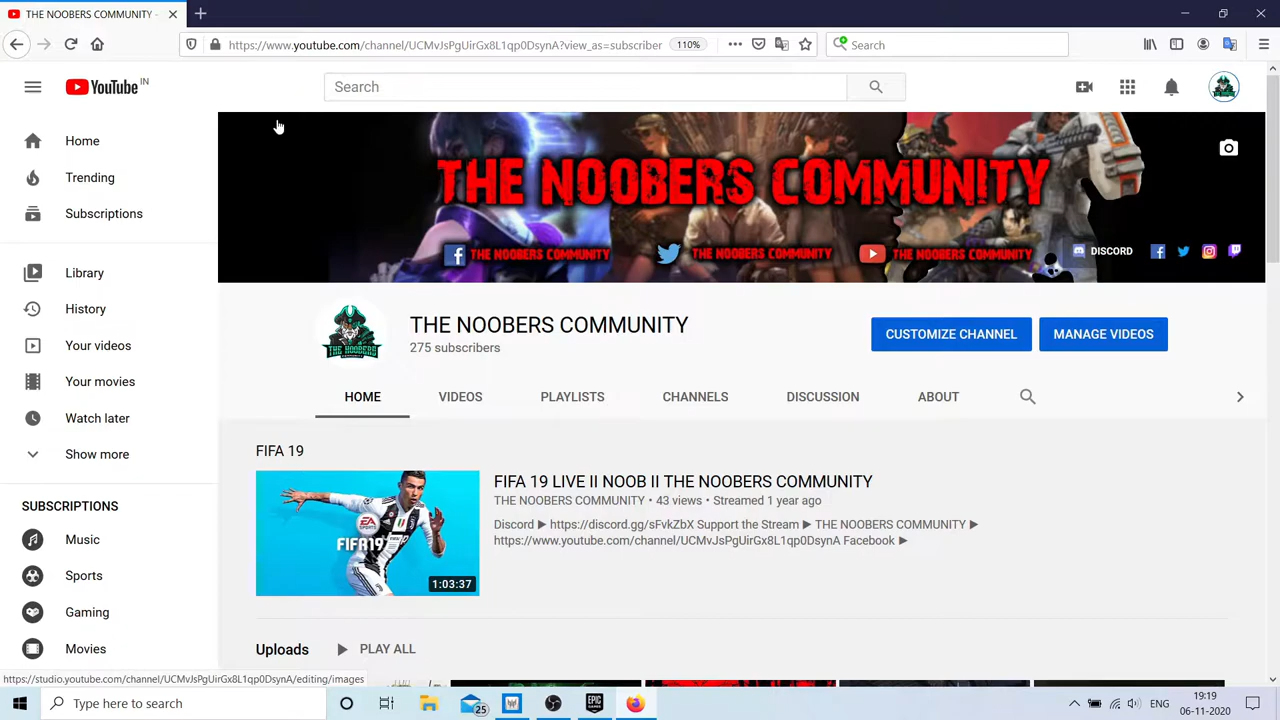 THE NOOBERS COMMUNITY -
https://www.youtube.com/channel/UCMvJsPgUirGx8L1qp0DsynA?view_as=subscriber
110%
Search
YouTube IN
Search
Home
Trending
Subscriptions
Library
History
Your videos
Your movies
Watch later
Show more
SUBSCRIPTIONS
Music
Sports
Gaming
Movies
THE NOOBERS COMMUNITY
THE NOOBERS COMMUNITY THE NOOBERS COMMUNITY THE NOOBERS COMMUNITY DISCORD
THE NOOBERS
THE NOOBERS COMMUNITY
275 subscribers
CUSTOMIZE CHANNEL MANAGE VIDEOS
HOME VIDEOS PLAYLISTS CHANNELS DISCUSSION ABOUT
FIFA 19
EA SPORTS
FIFA19
1:03:37
FIFA 19 LIVE II NOOB II THE NOOBERS COMMUNITY
THE NOOBERS COMMUNITY • 43 views • Streamed 1 year ago
Discord ► https://discord.gg/sFvkZbX Support the Stream ► THE NOOBERS COMMUNITY ►
https://www.youtube.com/channel/UCMvJsPgUirGx8L1qp0DsynA Facebook ►
Uploads ► PLAY ALL
https://studio.youtube.com/channel/UCMvJsPgUirGx8L1qp0DsynA/editing/images
Type here to search
25
EPIC GAMES
ENG
19:19
06-11-2020